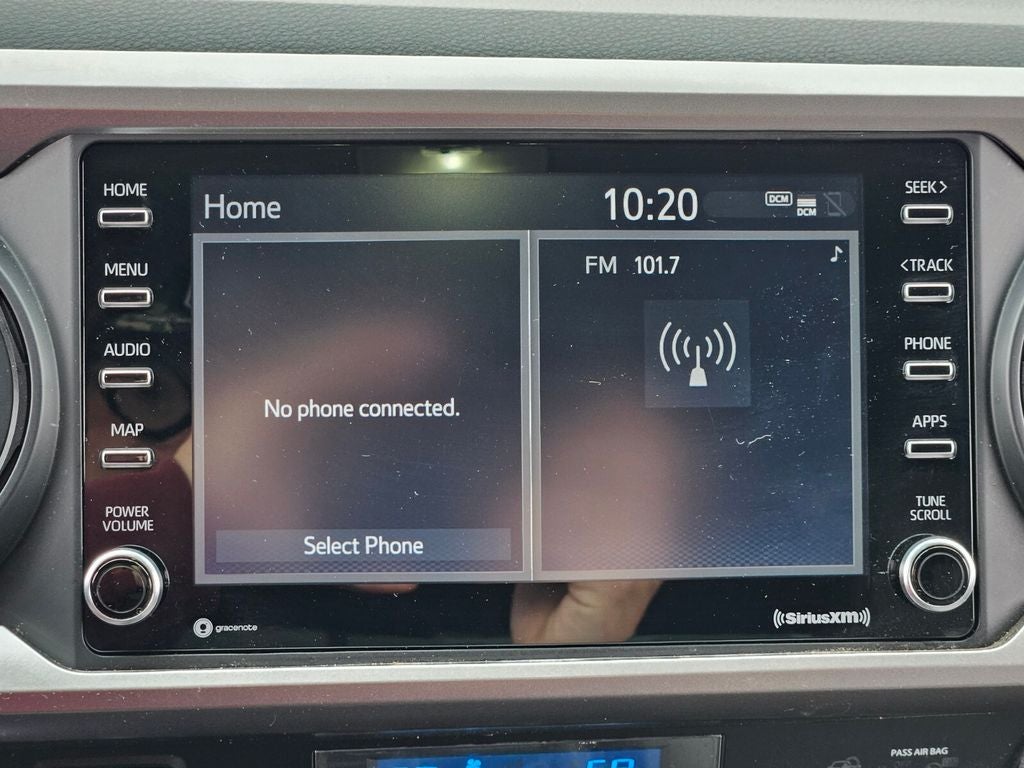 HOME
MENU
AUDIO
MAP
POWER
VOLUME
Home
10:20
DCM
DCM
No phone connected.
Select Phone
FM 101.7
SEEK >
< TRACK
PHONE
APPS
TUNE
SCROLL
gracenote
SiriusXM
PASS AIR BAG